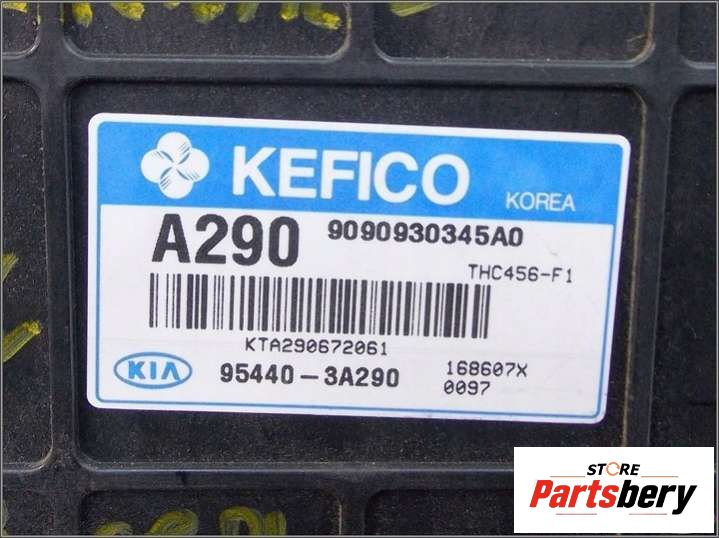 KEFICO
KOREA
A290
9090930345A0
THC456-F1
KTA290672061
KIA
95440-3A290
168607X
0097
STORE
Partsbery